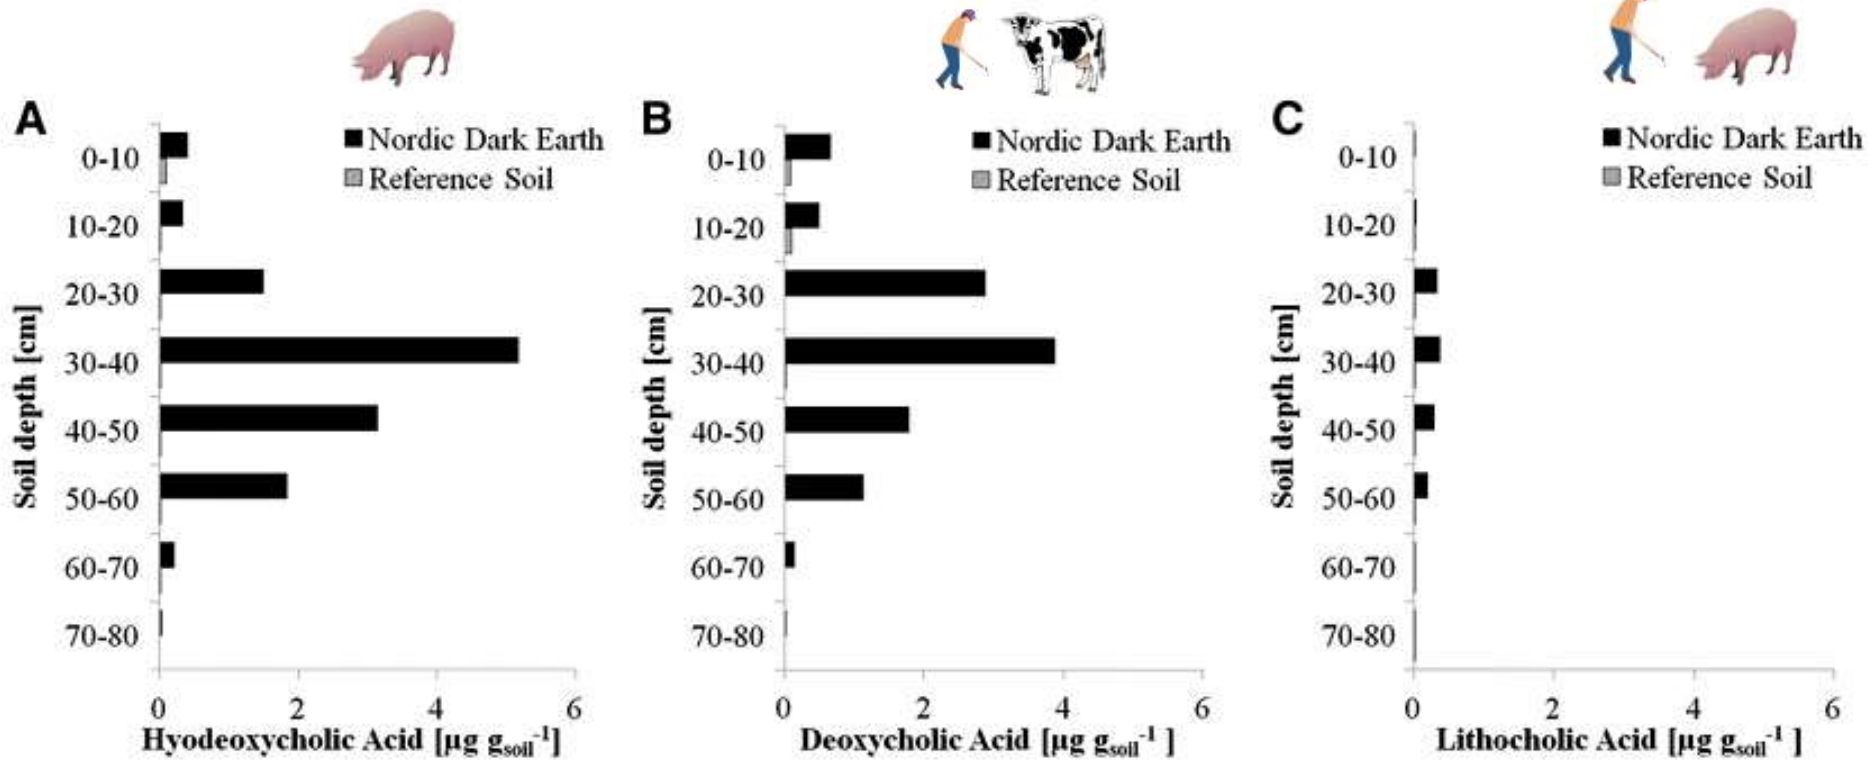 A
Nordic Dark Earth
Reference Soil
0-10
10-20
20-30
30-40
40-50
50-60
60-70
70-80
Soil depth [cm]
0 2 4 6
Hyodeoxycholic Acid [µg gsoil-1]
B
Nordic Dark Earth
Reference Soil
0-10
10-20
20-30
30-40
40-50
50-60
60-70
70-80
Soil depth [cm]
0 2 4 6
Deoxycholic Acid [µg gsoil-1 ]
C
Nordic Dark Earth
Reference Soil
0-10
10-20
20-30
30-40
40-50
50-60
60-70
70-80
Soil depth [cm]
0 2 4 6
Lithocholic Acid [µg gsoil-1 ]